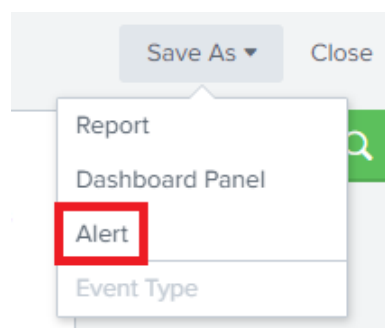 Save As ▾ Close
Report
Dashboard Panel
Alert
Event Type